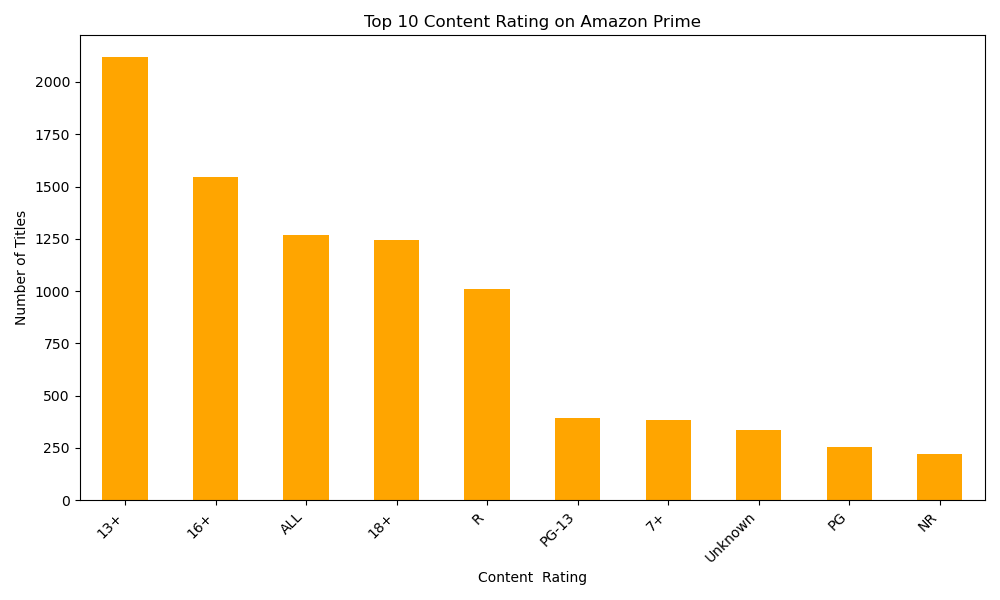 Top 10 Content Rating on Amazon Prime
Number of Titles
2000
1750
1500
1250
1000
750
500
250
0
13+
16+
ALL
18+
R
PG-13
7+
Unknown
PG
NR
Content  Rating